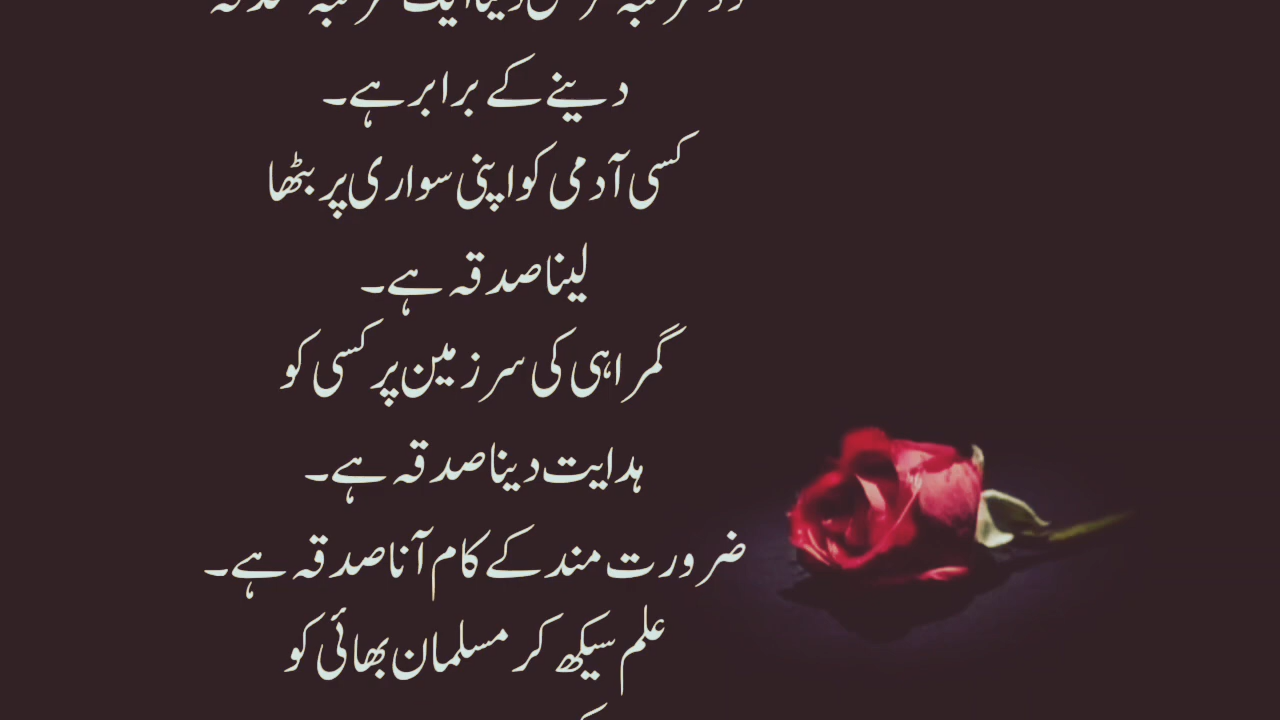 دینے کے برابر ہے۔
کسی آدمی کو اپنی سواری پر بٹھا
لینا صدقہ ہے۔
گمراہی کی سرزمین پر کسی کو
ہدایت دینا صدقہ ہے۔
ضرورت مند کے کام آنا صدقہ ہے۔
علم سیکھ کر مسلمان بھائی کو